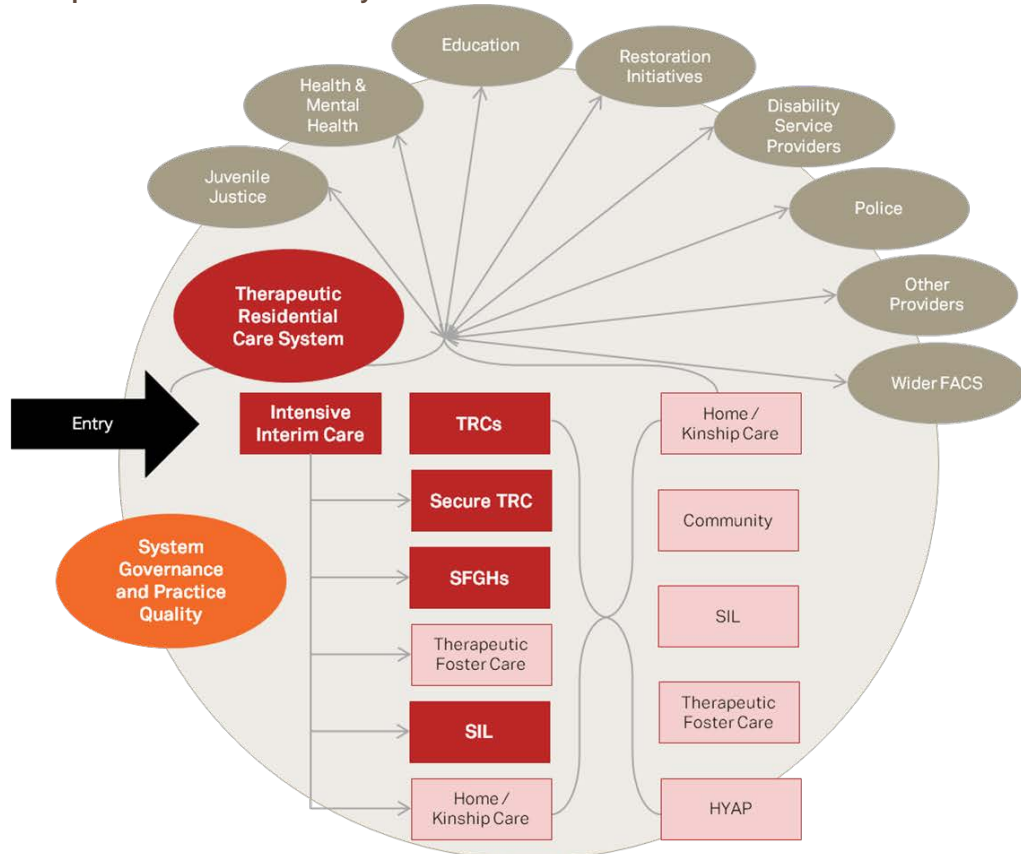 Education
Restoration
Initiatives
Health &
Mental
Health
Disability
Service
Providers
Juvenile
Justice
Police
Therapeutic
Residential
Care System
Other
Providers
Wider FACS
Entry
Intensive
Interim Care
TRCs
Home /
Kinship Care
Secure TRC
Community
System
Governance
and Practice
Quality
SFGHs
SIL
Therapeutic
Foster Care
Therapeutic
Foster Care
SIL
Home /
Kinship Care
HYAP